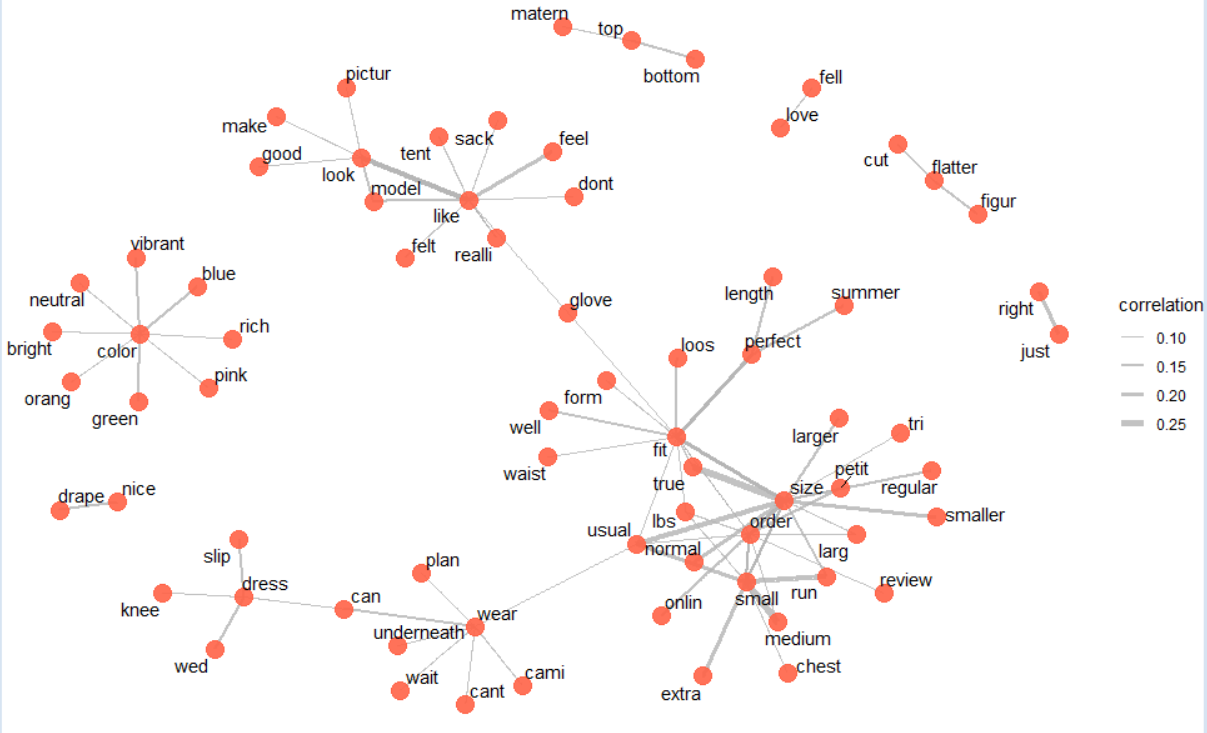 matern
top
bottom
pictur
fell
make
love
sack
feel
good
tent
cut
look
flatter
model
dont
like
figur
felt
realli
vibrant
blue
neutral
glove
length
summer
right
correlation
rich
bright
color
perfect
just
0.10
loos
0.15
pink
orang
form
0.20
green
well
larger
tri
0.25
fit
waist
petit
true
size
regular
drape
nice
lbs
order
smaller
usual
normal
larg
slip
plan
dress
can
small
run
review
knee
onlin
wear
underneath
medium
wed
wait
cami
chest
cant
extra